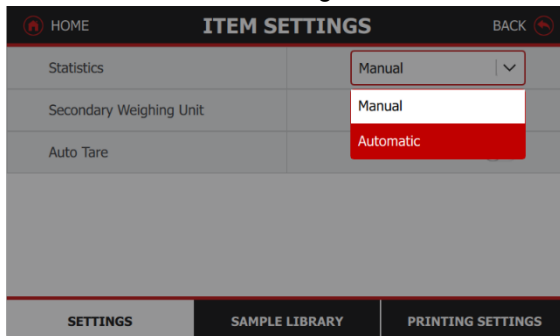 HOME ITEM SETTINGS BACK
Statistics Manual
Secondary Weighing Unit Manual
Auto Tare Automatic
SETTINGS SAMPLE LIBRARY PRINTING SETTINGS